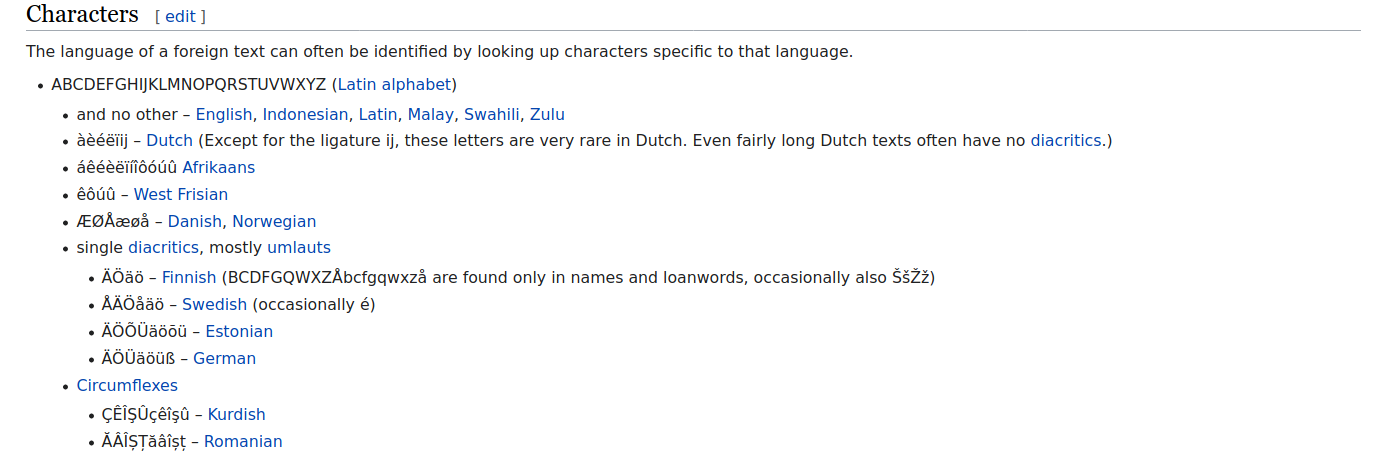 Characters [ edit ]
The language of a foreign text can often be identified by looking up characters specific to that language.
• ABCDEFGHIJKLMNOPQRSTUVWXYZ (Latin alphabet)
• and no other – English, Indonesian, Latin, Malay, Swahili, Zulu
• àèéëïĳ – Dutch (Except for the ligature ĳ, these letters are very rare in Dutch. Even fairly long Dutch texts often have no diacritics.)
• áêéèëïíîôóúû Afrikaans
• êôúû – West Frisian
• ÆØÅæøå – Danish, Norwegian
• single diacritics, mostly umlauts
• ÄÖäö – Finnish (BCDFGQWXZÅbcfgqwxzå are found only in names and loanwords, occasionally also ŠšŽž)
• ÅÄÖåäö – Swedish (occasionally é)
• ÄÖÕÜäöõü – Estonian
• ÄÖÜäöüß – German
• Circumflexes
• ÇÊÎŞÛçêîşû – Kurdish
• ĂÂÎȘȚăâîșț – Romanian